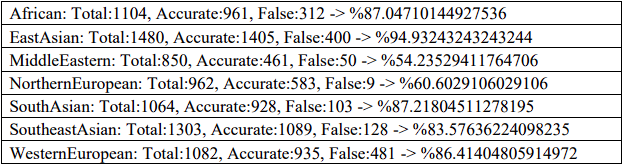 African: Total:1104, Accurate:961, False:312 -> %87.04710144927536
EastAsian: Total:1480, Accurate:1405, False:400 -> %94.93243243243244
MiddleEastern: Total:850, Accurate:461, False:50 -> %54.23529411764706
NorthernEuropean: Total:962, Accurate:583, False:9 -> %60.6029106029106
SouthAsian: Total:1064, Accurate:928, False:103 -> %87.21804511278195
SoutheastAsian: Total:1303, Accurate:1089, False:128 -> %83.57636224098235
WesternEuropean: Total:1082, Accurate:935, False:481 -> %86.41404805914972